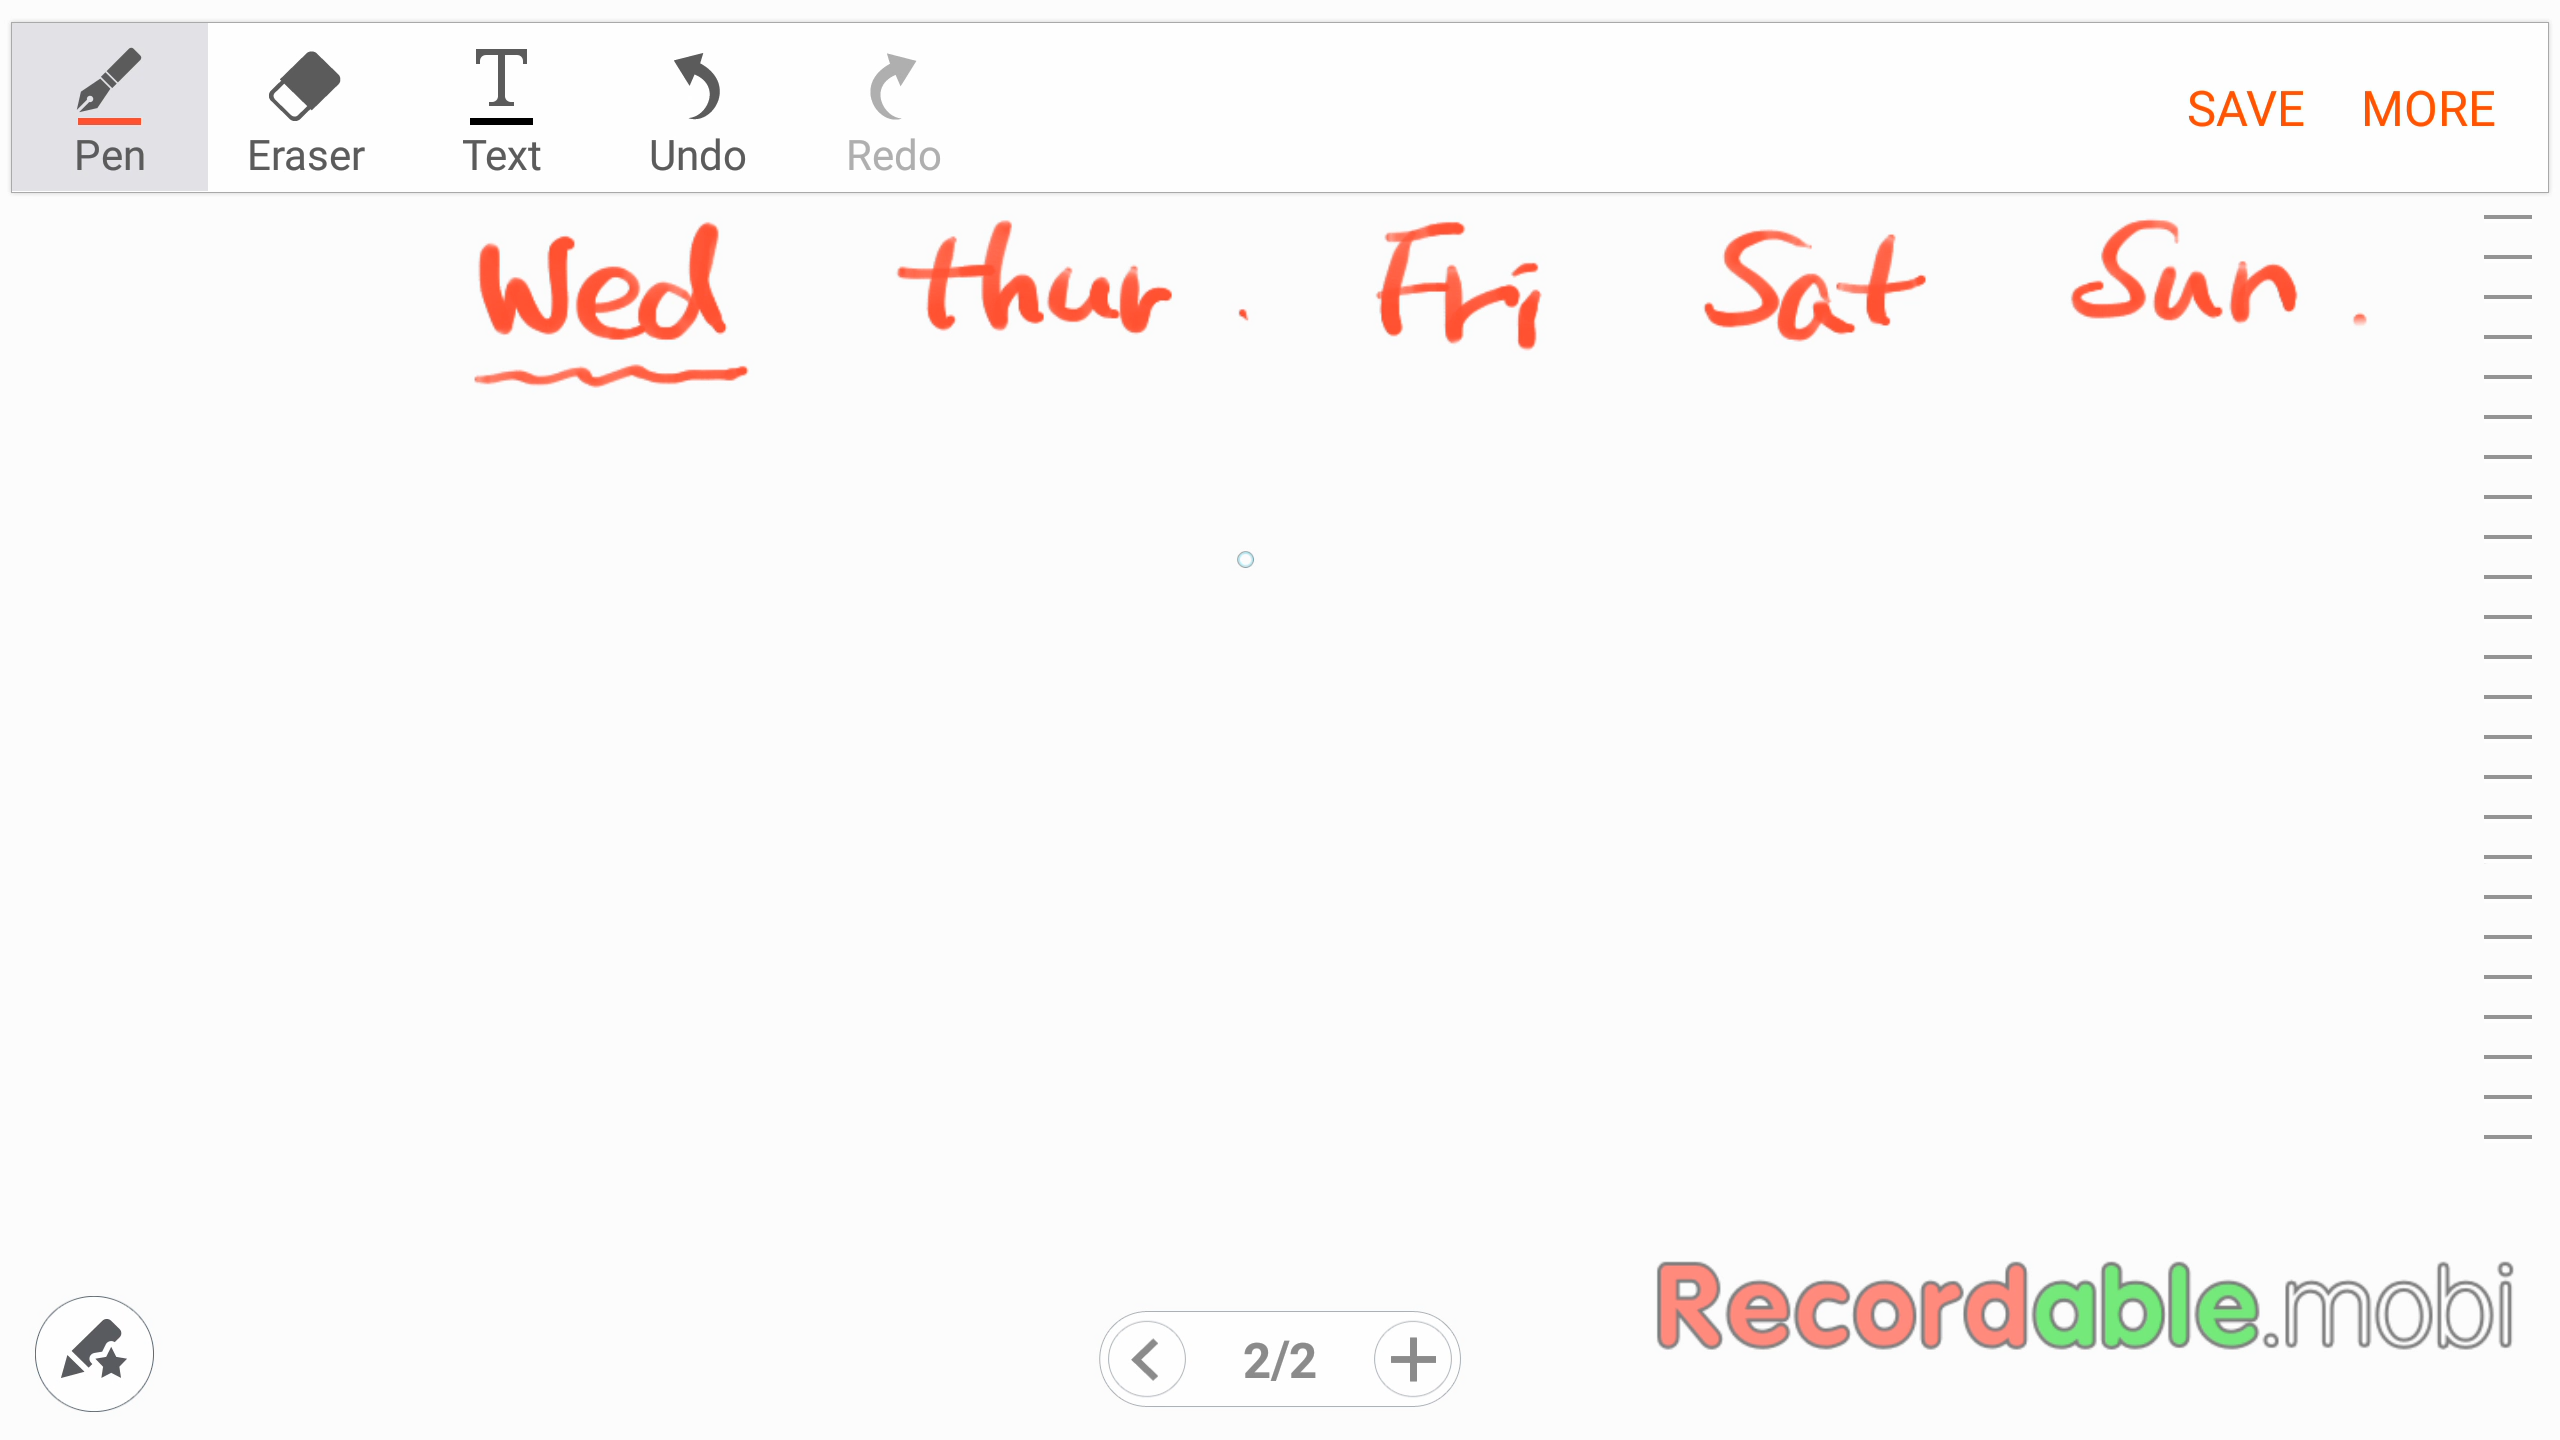 Pen Eraser Text Undo Redo SAVE MORE
Wed thur. Fri Sat Sun.
2/2
Recordable.mobi